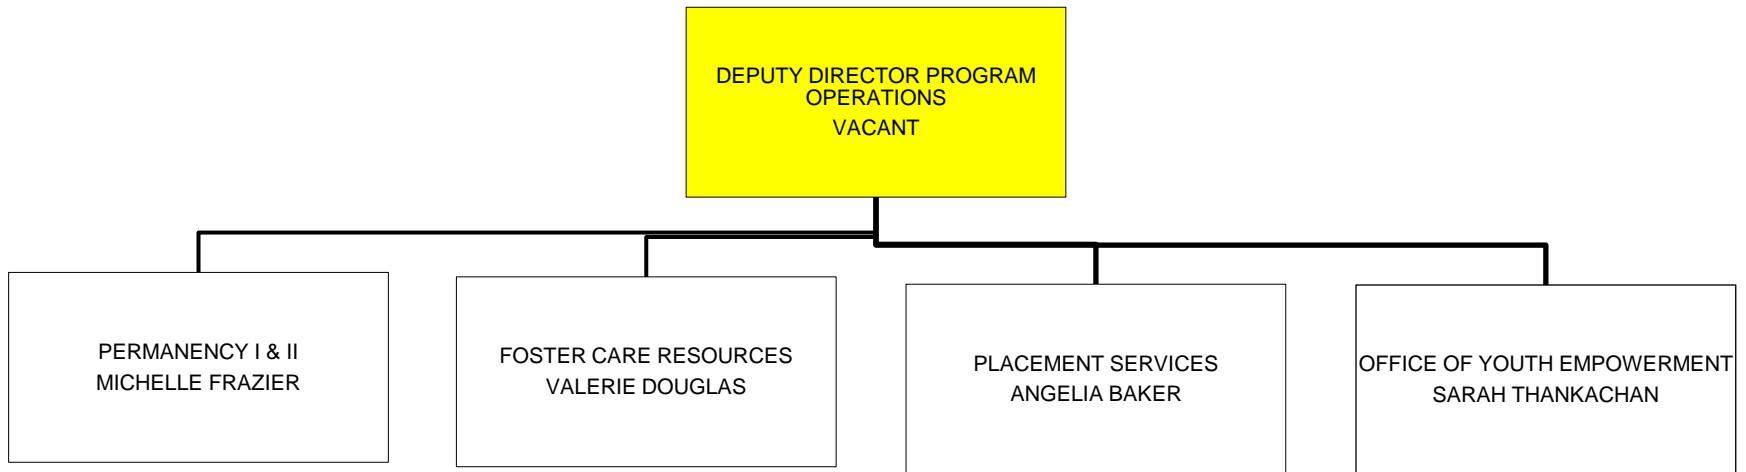 DEPUTY DIRECTOR PROGRAM
OPERATIONS
VACANT
PERMANENCY I & II
MICHELLE FRAZIER
FOSTER CARE RESOURCES
VALERIE DOUGLAS
PLACEMENT SERVICES
ANGELIA BAKER
OFFICE OF YOUTH EMPOWERMENT
SARAH THANKACHAN